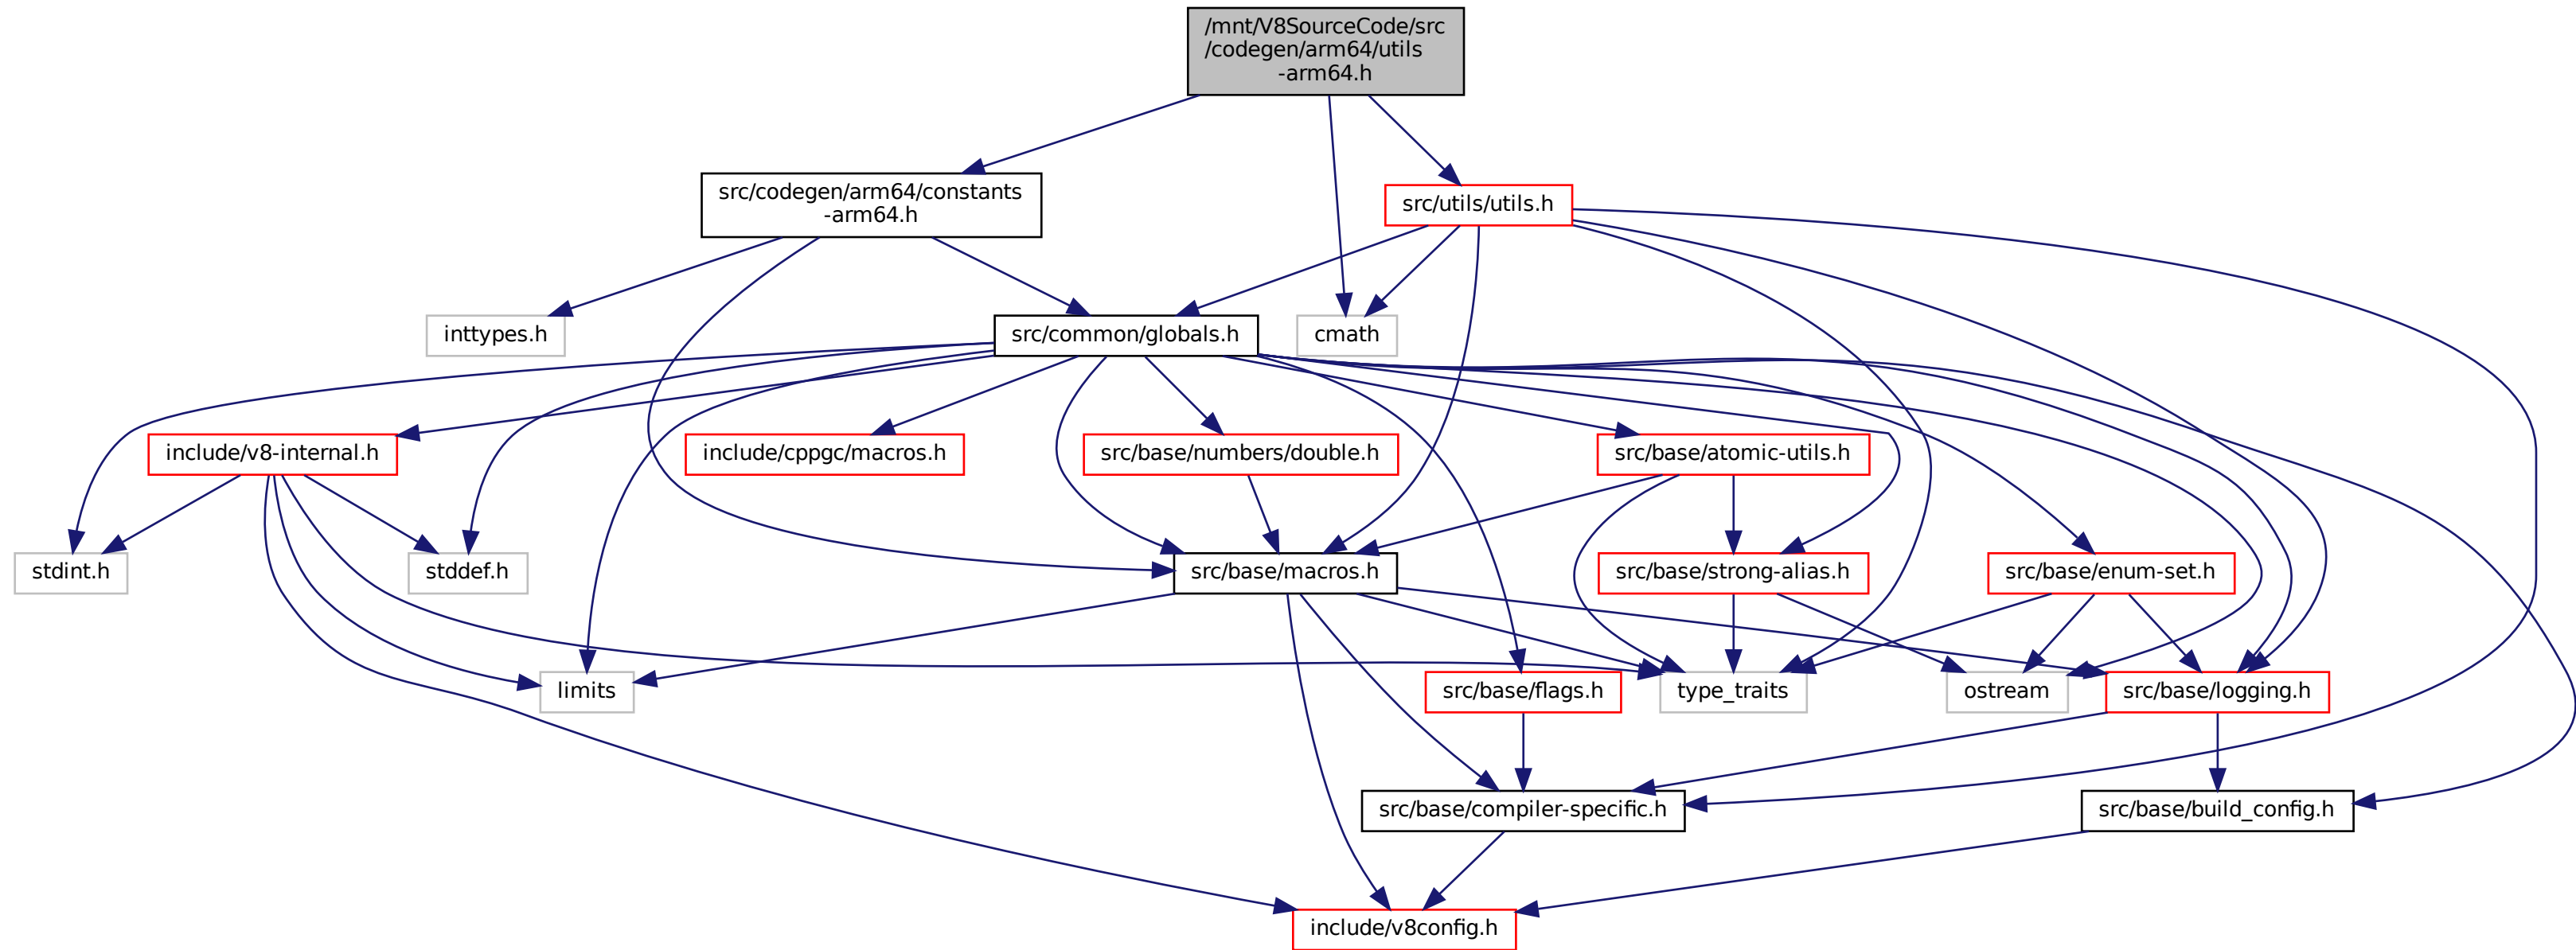 /mnt/V8SourceCode/src
/codegen/arm64/utils
-arm64.h
src/codegen/arm64/constants
-arm64.h
src/utils/utils.h
inttypes.h
src/common/globals.h
cmath
include/v8-internal.h
include/cppgc/macros.h
src/base/numbers/double.h
src/base/atomic-utils.h
stdint.h
stddef.h
src/base/macros.h
src/base/strong-alias.h
src/base/enum-set.h
limits
src/base/flags.h
type_traits
ostream
src/base/logging.h
src/base/compiler-specific.h
src/base/build_config.h
include/v8config.h